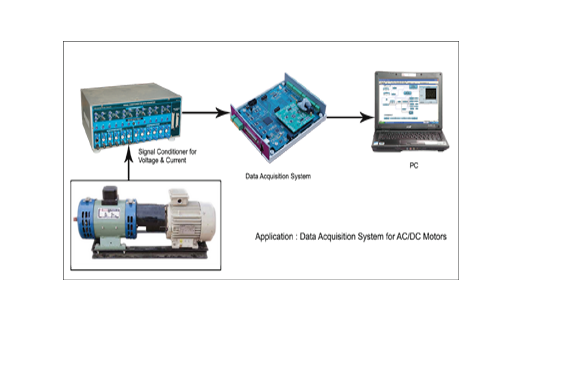 Signal Conditioner for
Voltage & Current
Data Acquisition System
PC
Application : Data Acquisition System for AC/DC Motors